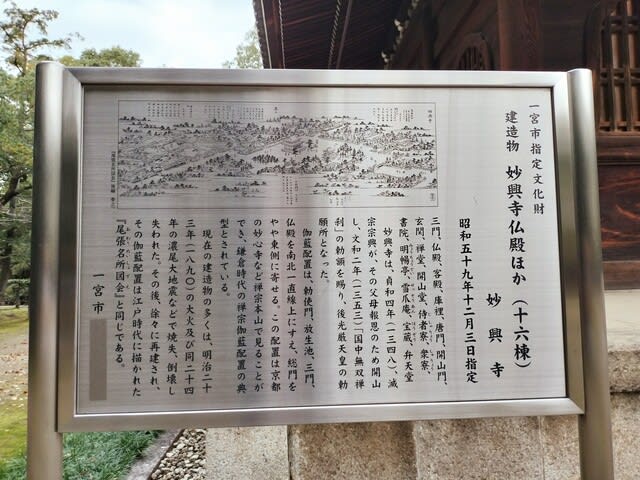 一宮市指定文化財
建造物 妙興寺仏殿ほか(十六棟)
妙興寺
昭和五十九年十二月三日指定
三門、仏殿、客殿、庫裡、唐門、開山門、
玄関、禅堂、開山堂、侍者寮、衆寮、
書院、明暢亭、雪爪庵、宝蔵、弁天堂
妙興寺は、貞和四年(一三四八)、滅
宗宗興が、その父母報恩のため開山
し、文和二年(一三五三)「国中無双禅
刹」の勅額を賜り、後光厳天皇の勅
願所となった。
伽藍配置は、勅使門、放生池、三門、
仏殿を南北一直線上にすえ、総門を
やや東側に寄せる。この配置は京都
の妙心寺など禅宗本山で見ることが
でき、鎌倉時代の禅宗伽藍配置の典
型とされている。
現在の建造物の多くは、明治二十
三年(一八九〇)の大火及び同二十四
年の濃尾大地震などで焼失、倒壊し
失われた。その後、徐々に再建され、
その伽藍配置は江戸時代に描かれた
『尾張名所図会』と同じである。
一宮市